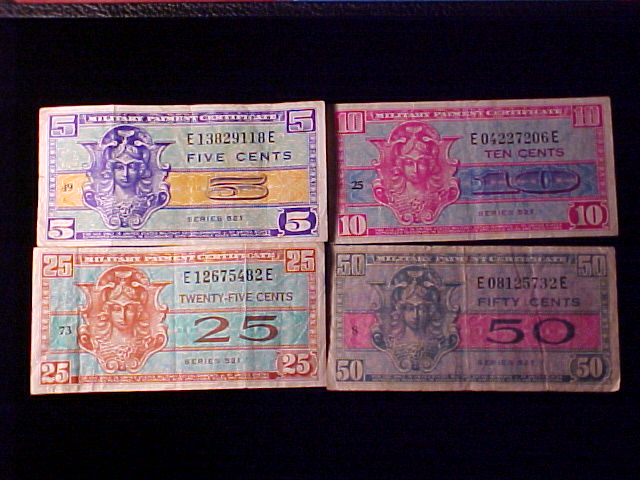 MILITARY PAYMENT CERTIFICATE
5 5
E13829118E
FIVE CENTS
49 5
SERIES 521
5 5
MILITARY PAYMENT CERTIFICATE
10 10
E04227206E
TEN CENTS
25 10
SERIES 521
10 10
MILITARY PAYMENT CERTIFICATE
25 25
E12675482E
TWENTY-FIVE CENTS
73 25
SERIES 521
25 25
MILITARY PAYMENT CERTIFICATE
50 50
E08125732E
FIFTY CENTS
8 50
SERIES 521
50 50